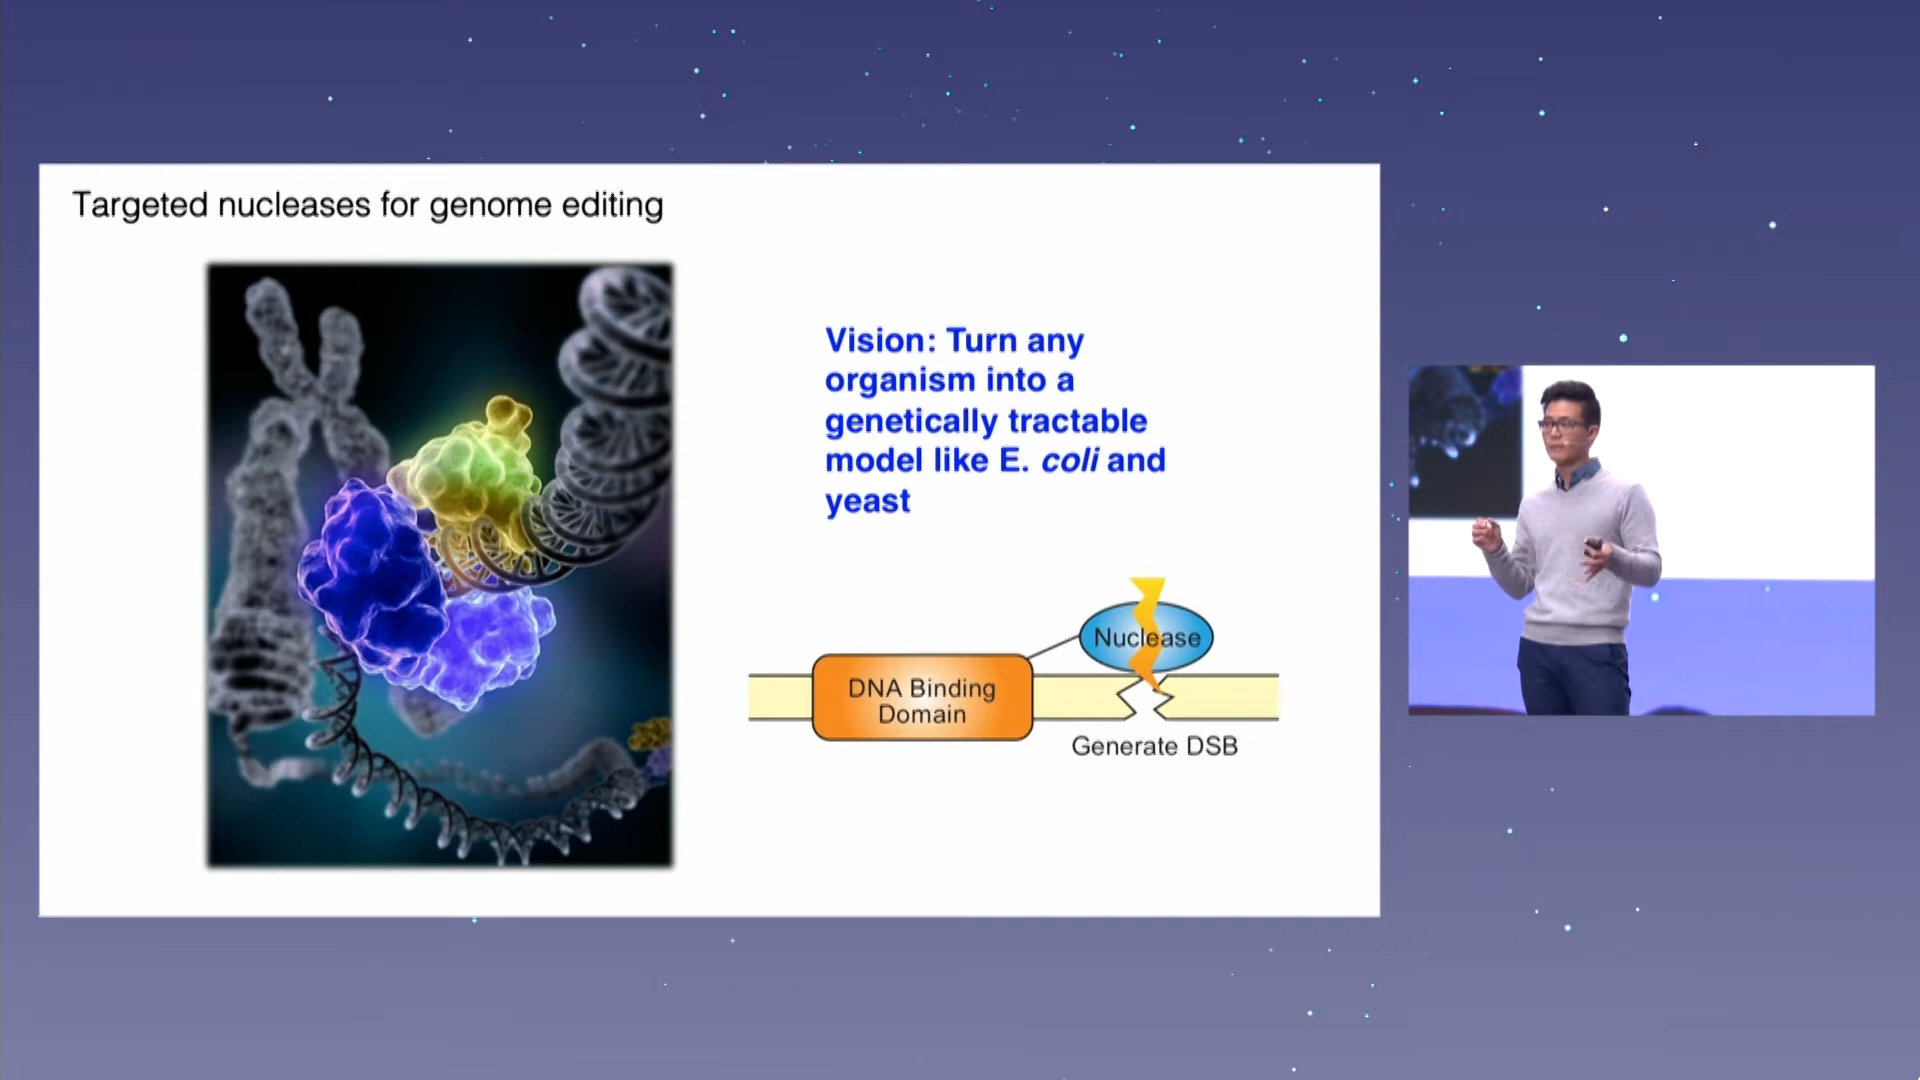 Targeted nucleases for genome editing
Vision: Turn any
organism into a
genetically tractable
model like E. coli and
yeast
Nuclease
DNA Binding
Domain
Generate DSB